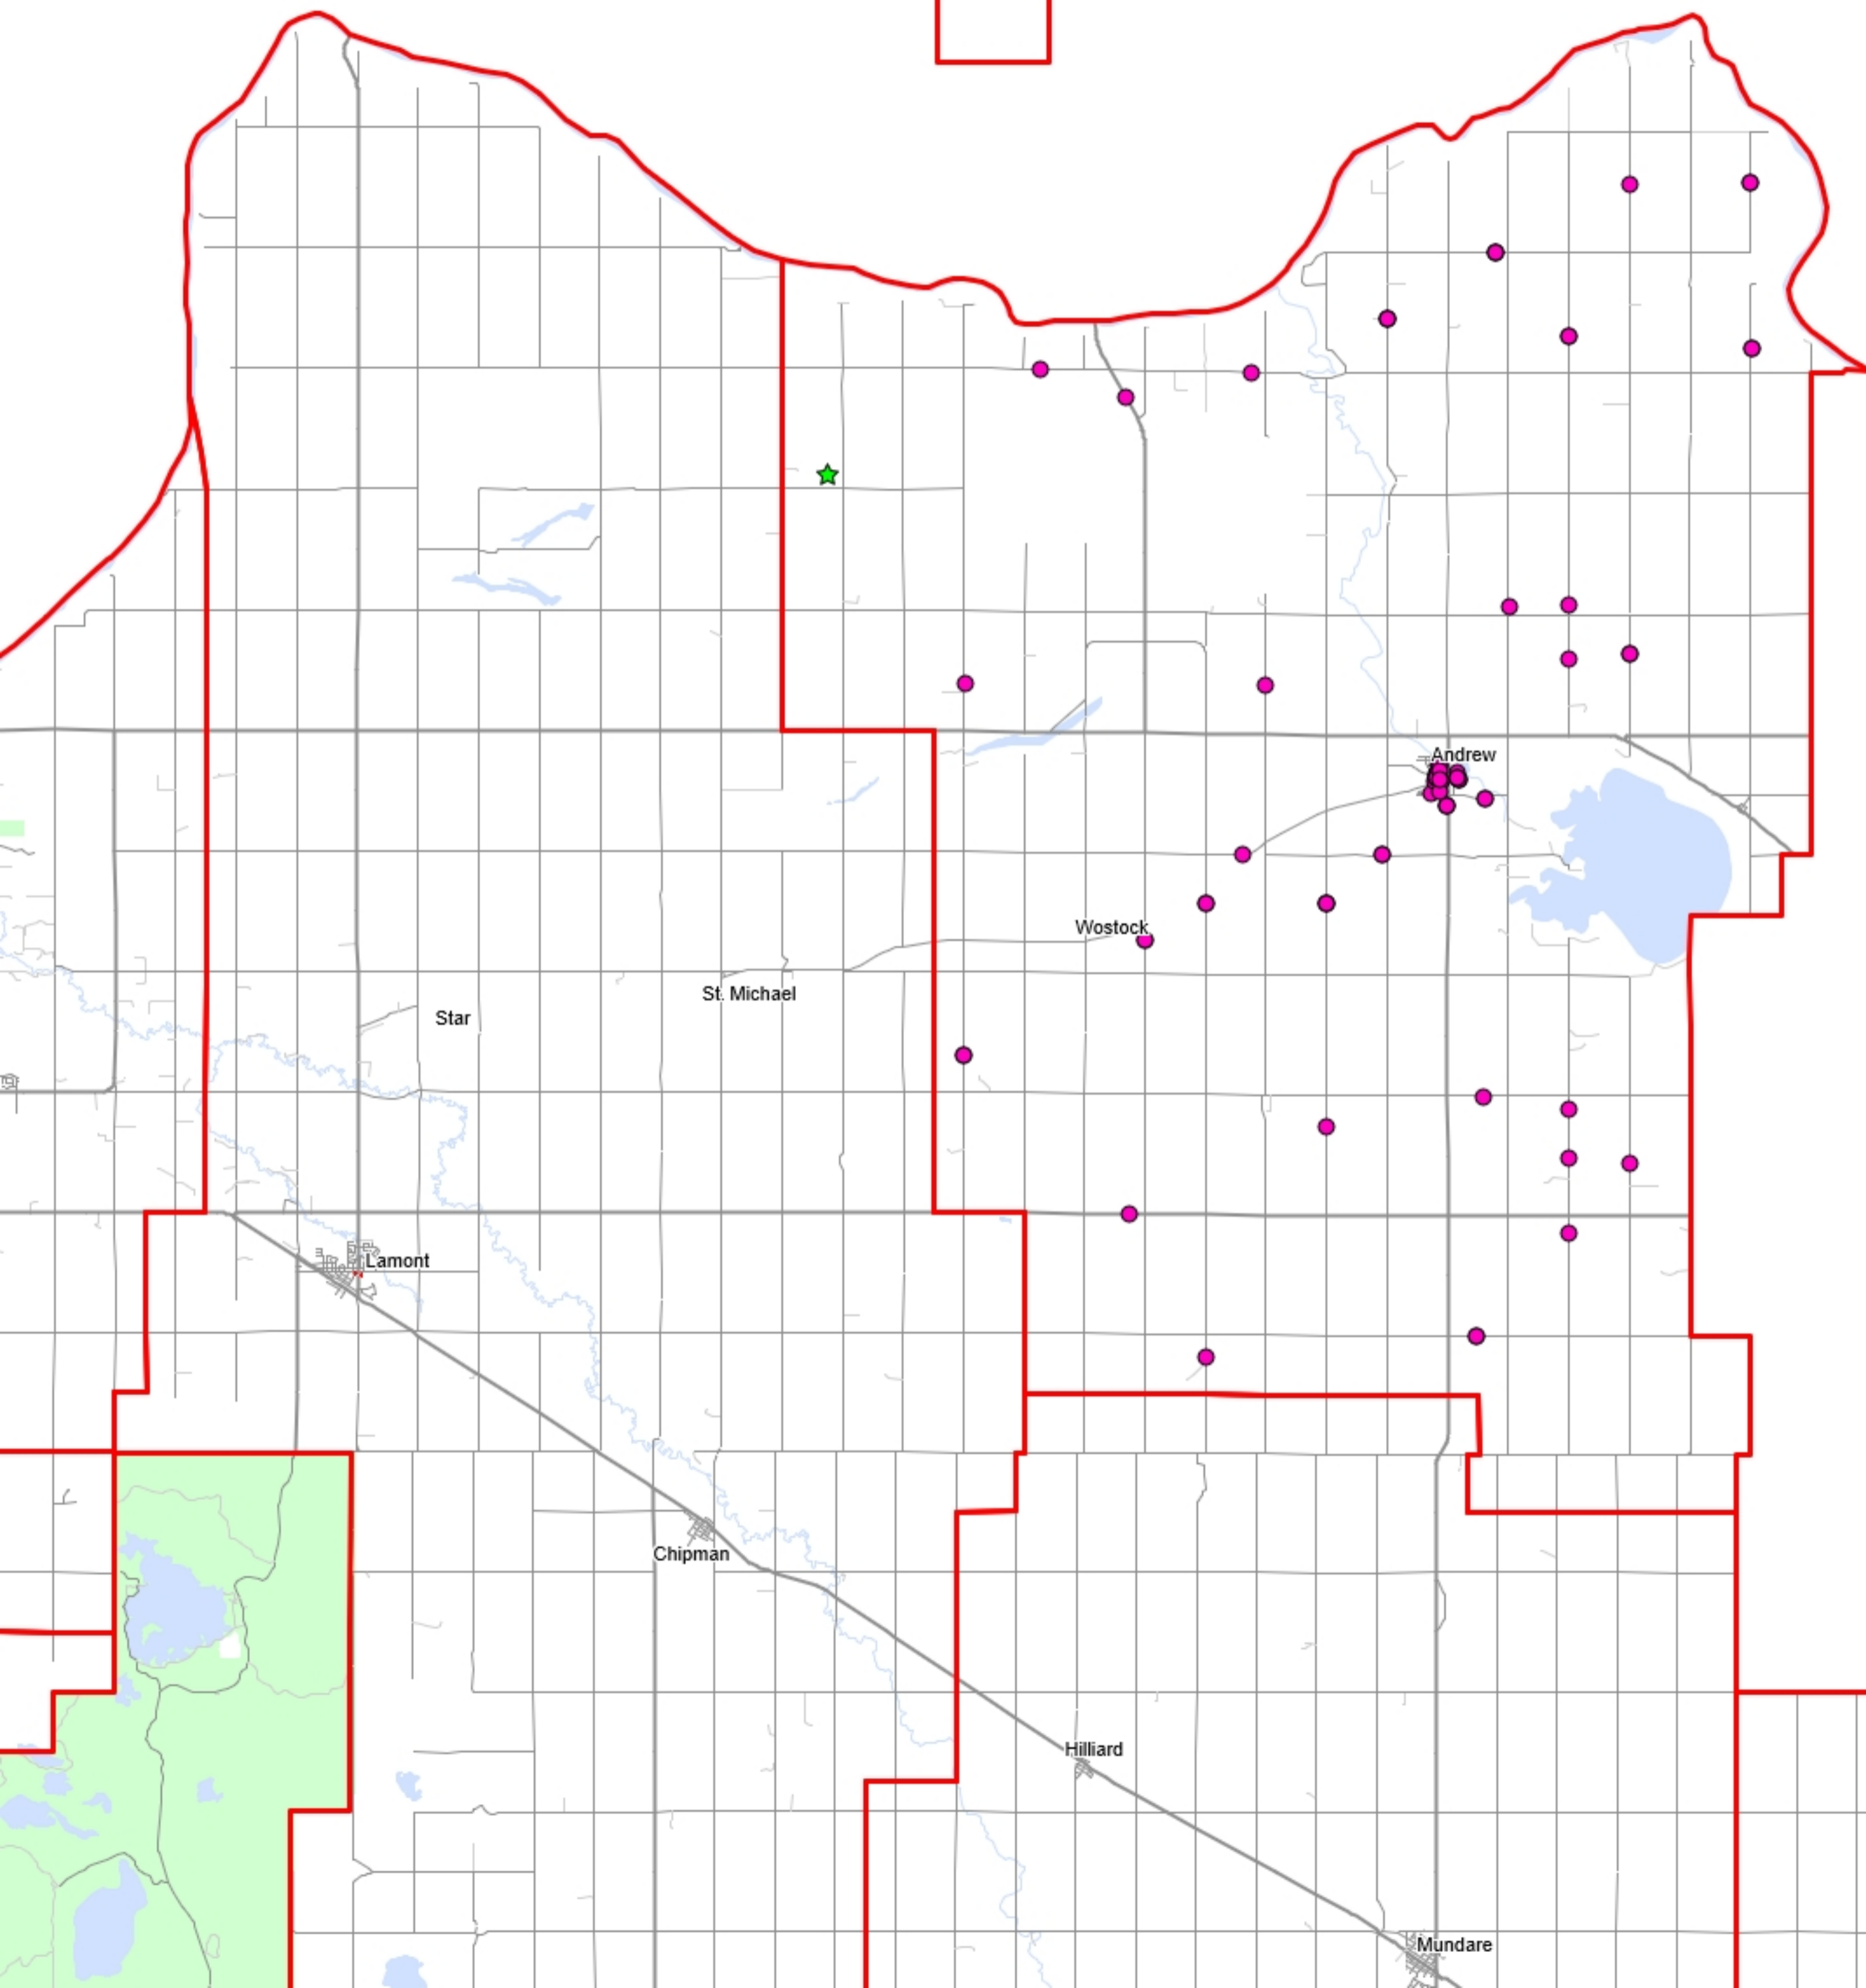 Andrew
Wostock
St. Michael
Star
Lamont
Chipman
Hilliard
Mundare